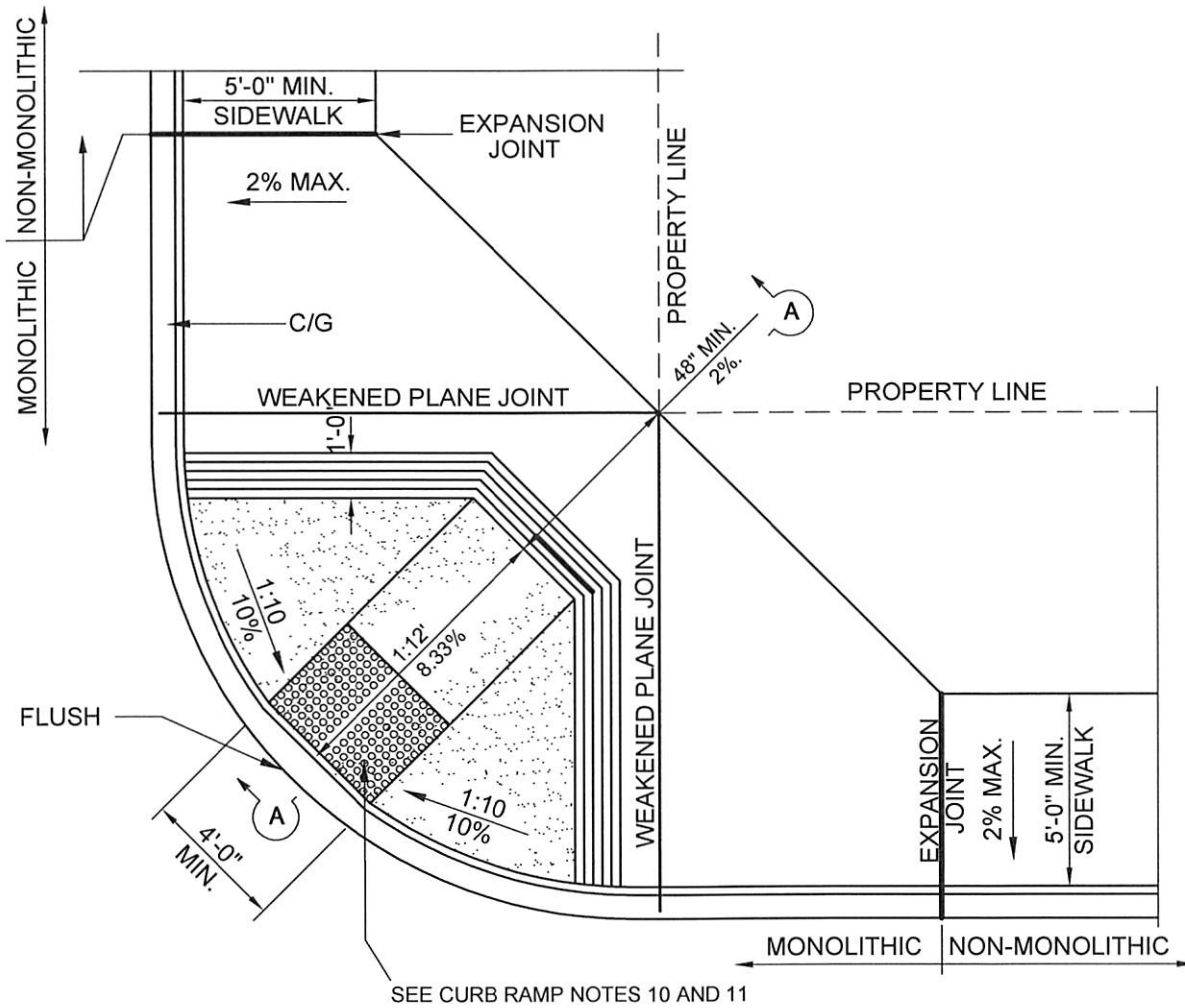 NON-MONOLITHIC
MONOLITHIC
5'-0" MIN.
SIDEWALK
EXPANSION
JOINT
2% MAX.
C/G
PROPERTY LINE
A
48" MIN.
2%.
WEAKENED PLANE JOINT
PROPERTY LINE
1'-0"
1:10
10%
1:12'
8.33%
WEAKENED PLANE JOINT
FLUSH
A
4'-0"
MIN.
1:10
10%
EXPANSION
JOINT
2% MAX.
5'-0" MIN.
SIDEWALK
MONOLITHIC
NON-MONOLITHIC
SEE CURB RAMP NOTES 10 AND 11